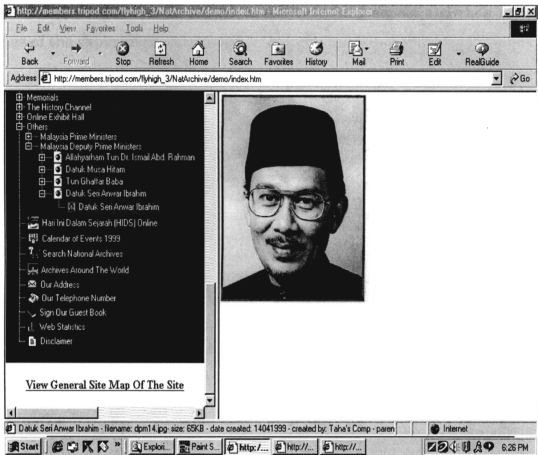 http://members.tripod.com/flyhigh_3/NatArchive/demo/index.htm - Microsoft Internet Explorer
File Edit View Favorites Tools Help
Back Forward Stop Refresh Home Search Favorites History Mail Print Edit RealGuide
Address http://members.tripod.com/flyhigh_3/NatArchive/demo/index.htm Go
Memorials
The History Channel
Online Exhibit Hall
Others
Malaysia Prime Ministers
Malaysia Deputy Prime Ministers
Allahyarham Tun Dr. Ismail Abd. Rahman
Datuk Musa Hitam
Tun Ghaffar Baba
Datuk Seri Anwar Ibrahim
Datuk Seri Anwar Ibrahim
Hari Ini Dalam Sejarah (HIDS) Online
Calendar of Events 1999
Search National Archives
Archives Around The World
Our Address
Our Telephone Number
Sign Our Guest Book
Web Statistics
Disclaimer
View General Site Map Of The Site
Datuk Seri Anwar Ibrahim - filename: dpm14.jpg- size: 65KB - date created: 14041999 - created by: Taha's Comp - paren Internet
Start » Explori... Paint S... http:/... http://... http://... 6:26 PM